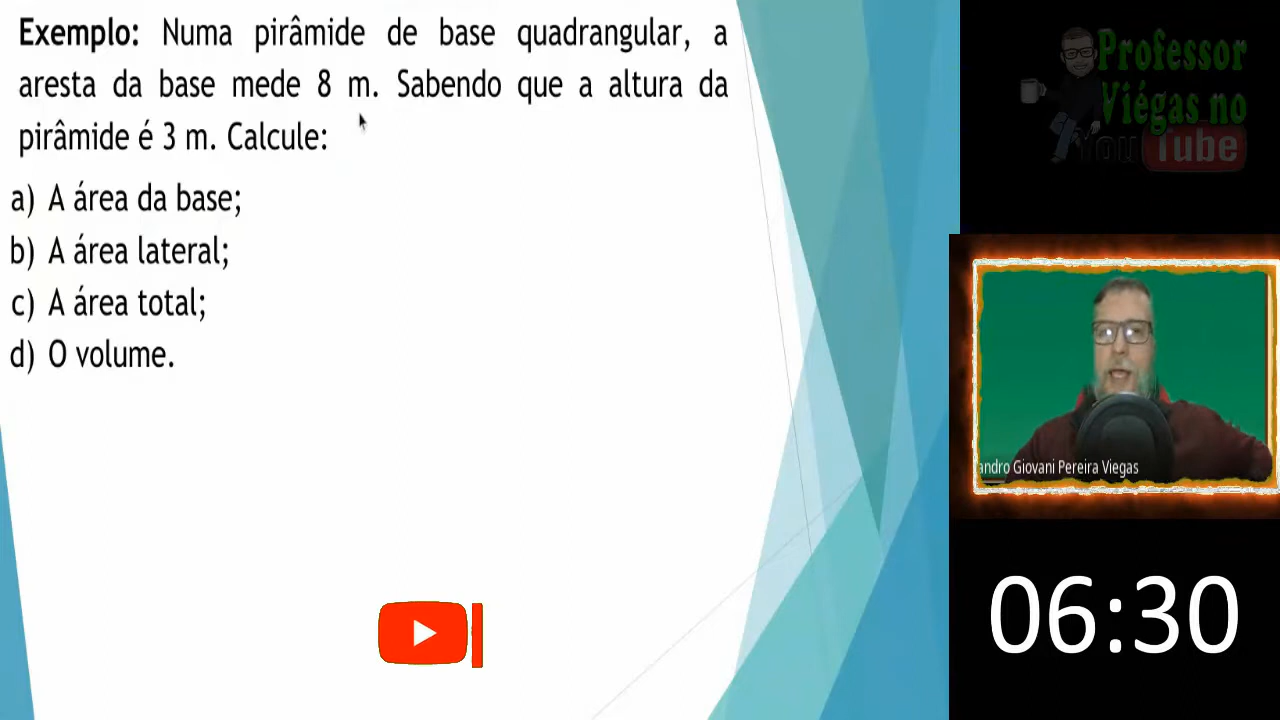 Exemplo: Numa pirâmide de base quadrangular, a
aresta da base mede 8 m. Sabendo que a altura da
pirâmide é 3 m. Calcule:
a) A área da base;
b) A área lateral;
c) A área total;
d) O volume.
Professor
Viégas no
YouTube
andro Giovani Pereira Viegas
06:30